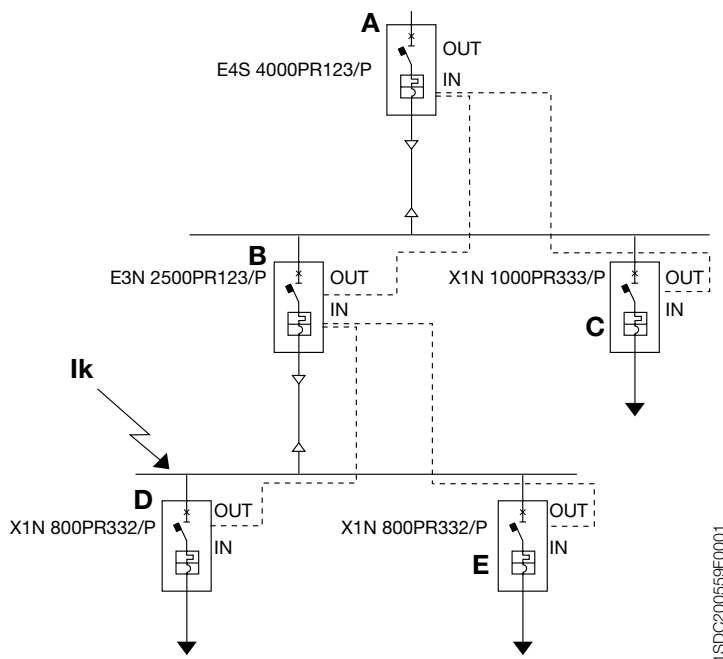 A
OUT
E4S 4000PR123/P
IN
B
E3N 2500PR123/P
OUT
X1N 1000PR333/P
OUT
IN
IN
C
Ik
D
OUT
X1N 800PR332/P
X1N 800PR332/P
OUT
IN
IN
E
1SDC200559F0001